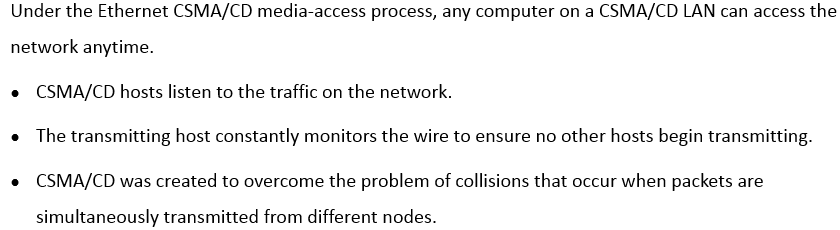 Under the Ethernet CSMA/CD media-access process, any computer on a CSMA/CD LAN can access the
network anytime.
• CSMA/CD hosts listen to the traffic on the network.
• The transmitting host constantly monitors the wire to ensure no other hosts begin transmitting.
• CSMA/CD was created to overcome the problem of collisions that occur when packets are
simultaneously transmitted from different nodes.